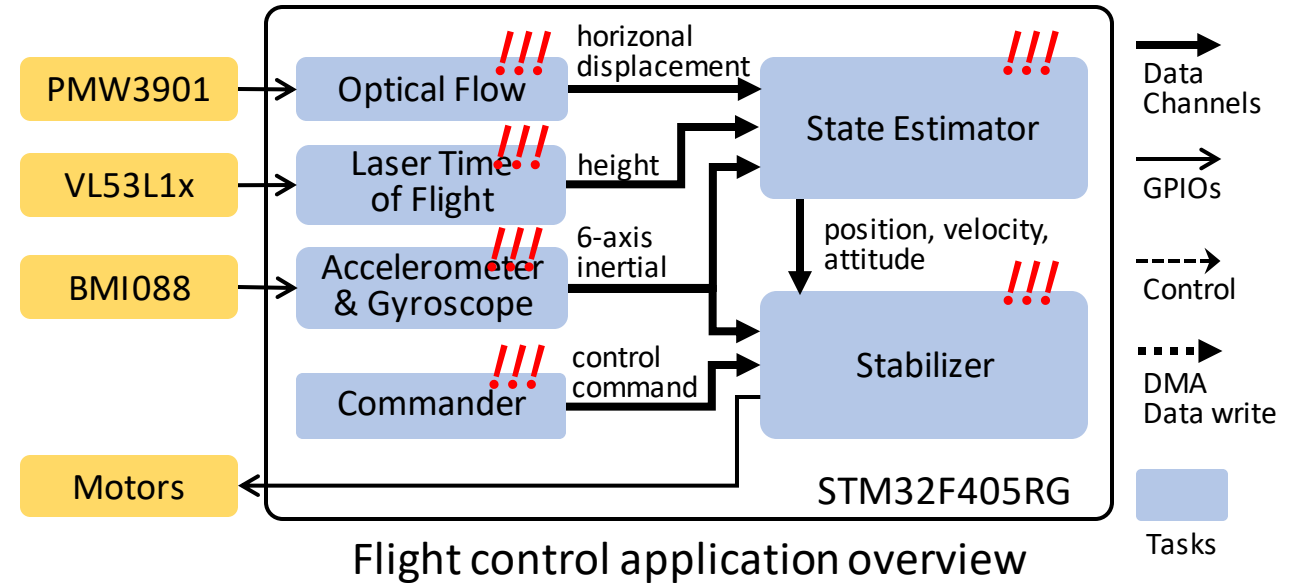 PMW3901
VL53L1x
BMI088
Motors
Optical Flow
Laser Time
of Flight
Accelerometer
& Gyroscope
Commander
!!!
!!!
!!!
!!!
horizonal
displacement
height
6-axis
inertial
control
command
State Estimator
!!!
position, velocity,
attitude
Stabilizer
!!!
STM32F405RG
Data
Channels
GPIOs
Control
DMA
Data write
Tasks
Flight control application overview